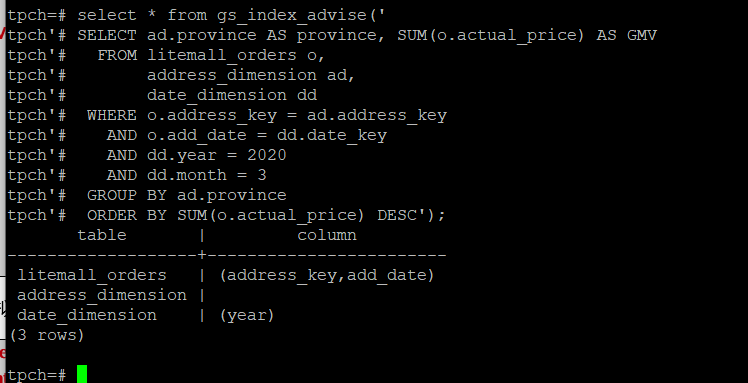 tpch=# select * from gs_index_advise('
tpch'# SELECT ad.province AS province, SUM(o.actual_price) AS GMV
tpch'#   FROM litemall_orders o,
tpch'#        address_dimension ad,
tpch'#        date_dimension dd
tpch'#  WHERE o.address_key = ad.address_key
tpch'#    AND o.add_date = dd.date_key
tpch'#    AND dd.year = 2020
tpch'#    AND dd.month = 3
tpch'#  GROUP BY ad.province
tpch'#  ORDER BY SUM(o.actual_price) DESC');
       table       |         column
-------------------+------------------------
 litemall_orders   | (address_key,add_date)
 address_dimension |
 date_dimension    | (year)
(3 rows)
tpch=#